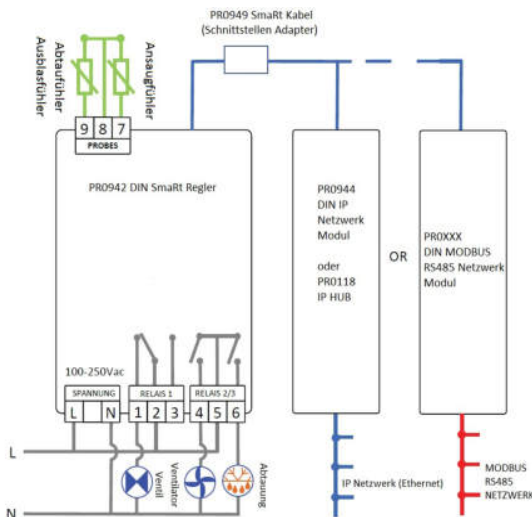 PR0949 SmaRt Kabel
(Schnittstellen Adapter)
Ausblasfühler
Abtaufühler
Ansaugfühler
9 8 7
PROBES
PR0942 DIN SmaRt Regler
PR0944
DIN IP
Netzwerk
Modul
oder
PR0118
IP HUB
OR
PR0XXX
DIN MODBUS
RS485 Netzwerk
Modul
100-250Vac
SPANNUNG
RELAIS 1
RELAIS 2/3
L N
1 2 3
4 5 6
L
Ventil
Ventilator
Abtauung
N
IP Netzwerk (Ethernet)
MODBUS
RS485
NETZWERK